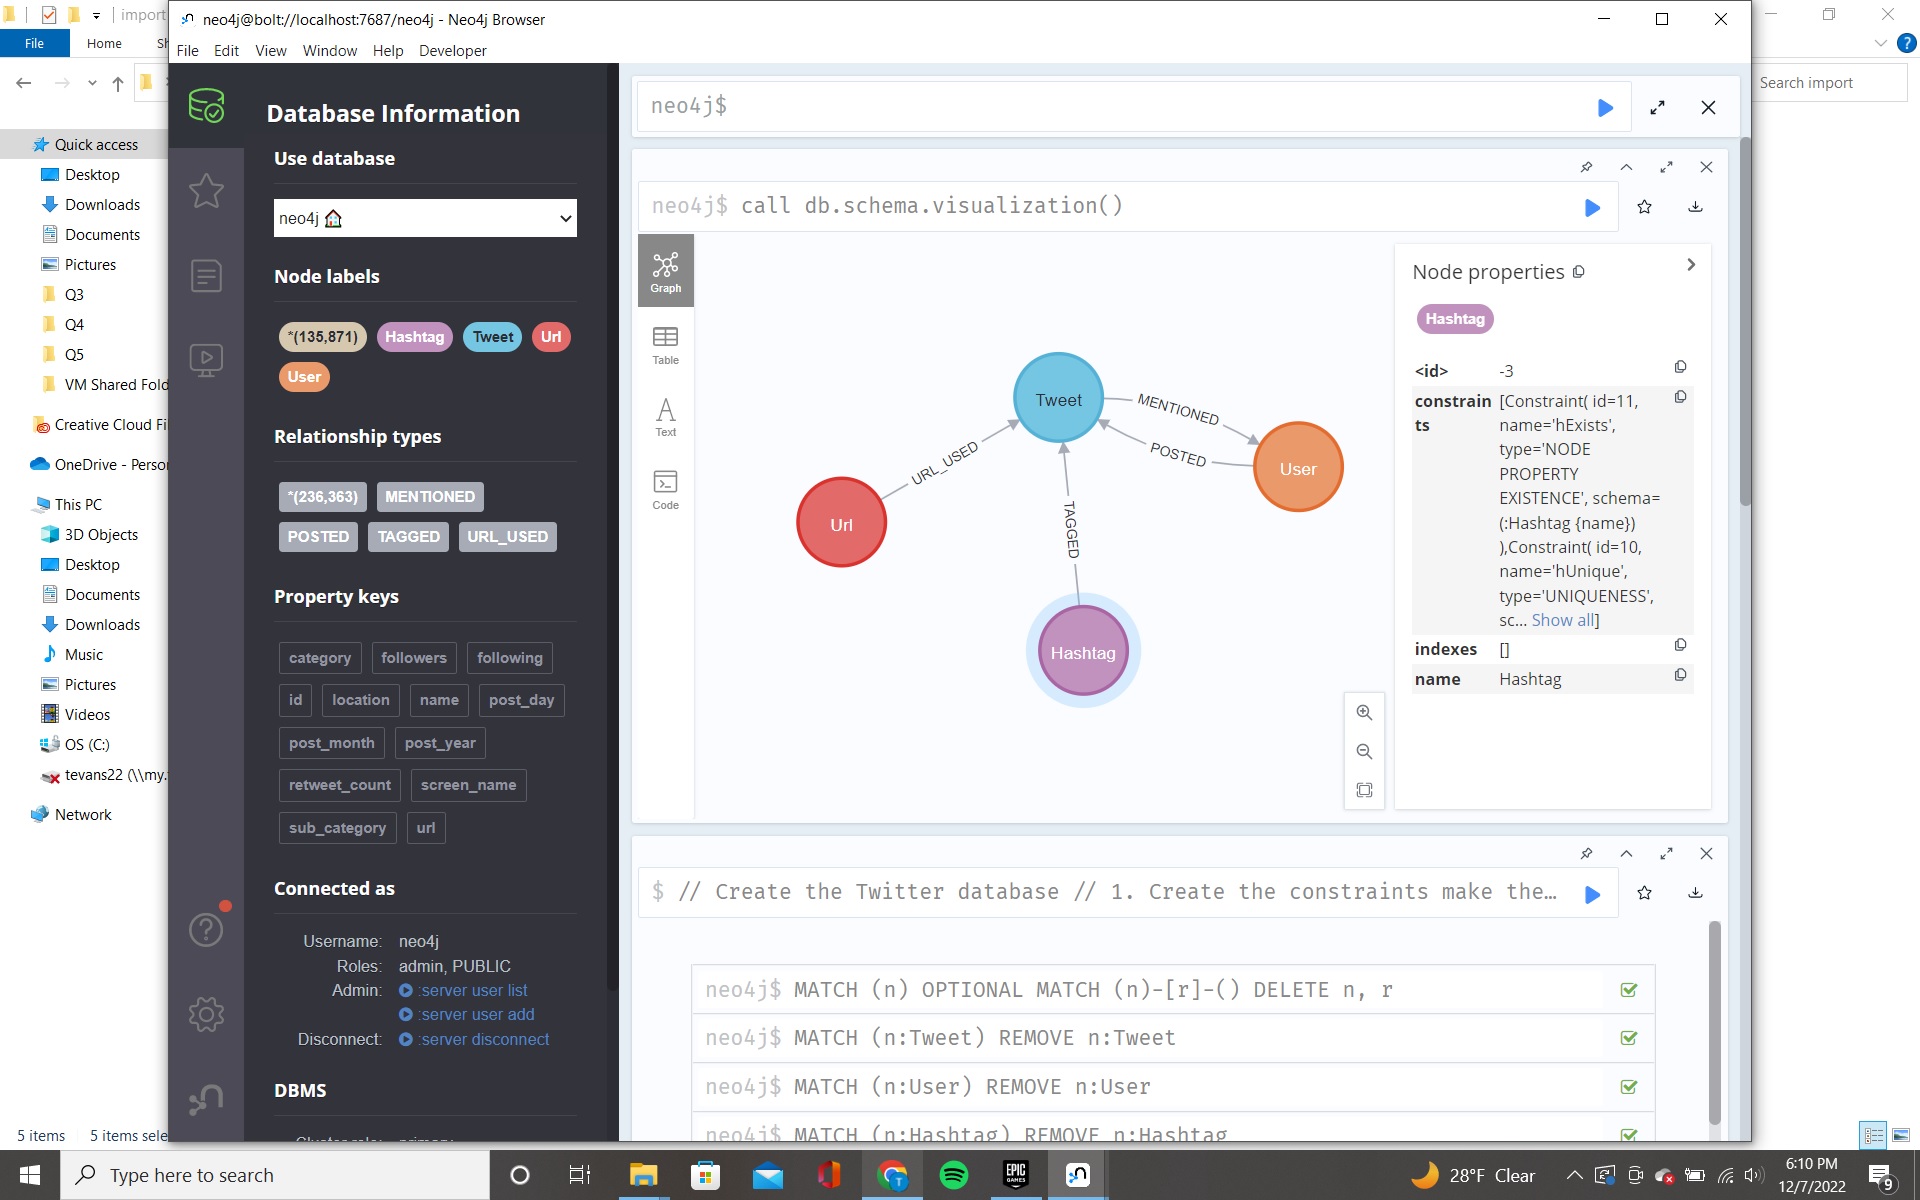 import
neo4j@bolt://localhost:7687/neo4j - Neo4j Browser
File
Home
File Edit View Window Help Developer
Search import
Quick access
Desktop
Downloads
Documents
Pictures
Q3
Q4
Q5
VM Shared Fold
Creative Cloud Fi
OneDrive - Person
This PC
3D Objects
Desktop
Documents
Downloads
Music
Pictures
Videos
OS (C:)
tevans22 (\\my.
Network
5 items 5 items sele
Database Information
Use database
neo4j
Node labels
*(135,871) Hashtag Tweet Url
User
Relationship types
*(236,363) MENTIONED
POSTED TAGGED URL_USED
Property keys
category followers following
id location name post_day
post_month post_year
retweet_count screen_name
sub_category url
Connected as
Username: neo4j
Roles: admin, PUBLIC
Admin: :server user list
:server user add
Disconnect: :server disconnect
DBMS
Cluster role: primary
neo4j$
neo4j$ call db.schema.visualization()
Graph
Table
Text
Code
Tweet
MENTIONED
POSTED
User
URL_USED
Url
TAGGED
Hashtag
Node properties
Hashtag
<id> -3
constrain [Constraint( id=11,
ts name='hExists',
type='NODE
PROPERTY
EXISTENCE', schema=
(:Hashtag {name})
),Constraint( id=10,
name='hUnique',
type='UNIQUENESS',
sc... Show all]
indexes []
name Hashtag
$ // Create the Twitter database // 1. Create the constraints make the…
neo4j$ MATCH (n) OPTIONAL MATCH (n)-[r]-() DELETE n, r
neo4j$ MATCH (n:Tweet) REMOVE n:Tweet
neo4j$ MATCH (n:User) REMOVE n:User
neo4j$ MATCH (n:Hashtag) REMOVE n:Hashtag
Type here to search
T
EPIC
GAMES
28°F Clear
6:10 PM
12/7/2022
9